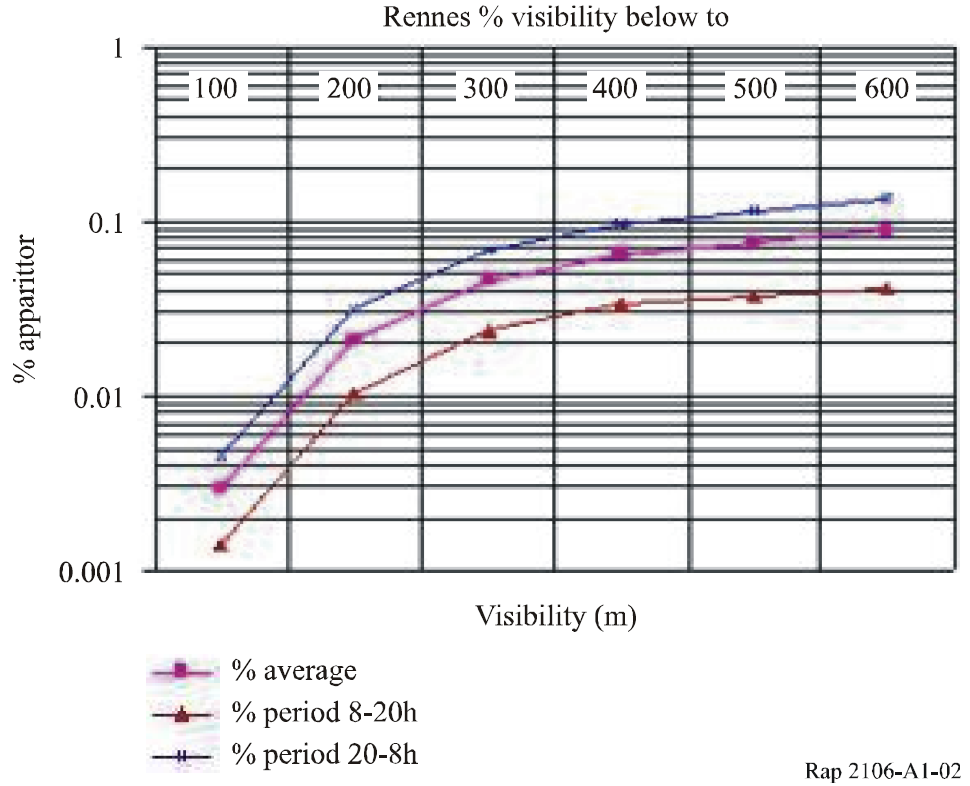 Rennes % visibility below to
1
100 200 300 400 500 600
0.1
% apparittor
0.01
0.001
Visibility (m)
% average
% period 8-20h
% period 20-8h
Rap 2106-A1-02